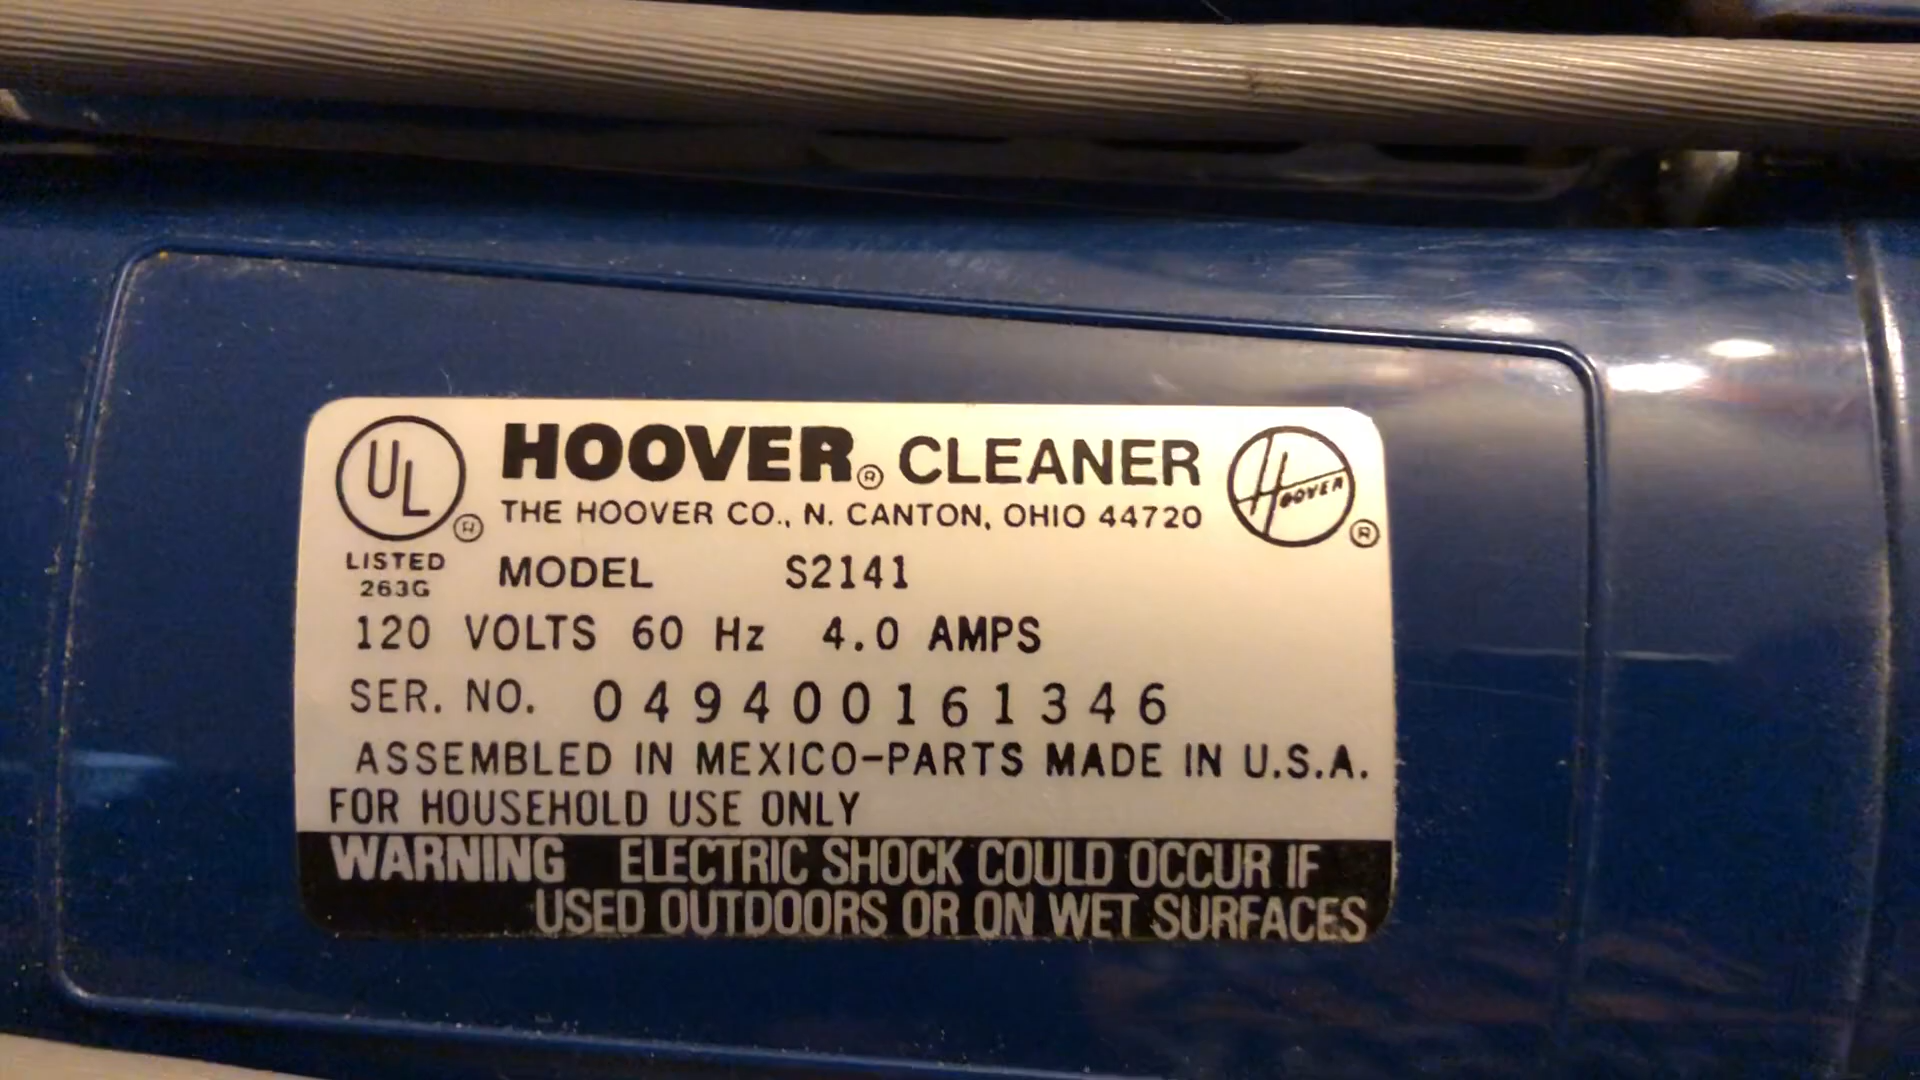 UL ®
LISTED
263G
HOOVER® CLEANER
THE HOOVER CO., N. CANTON, OHIO 44720
HOOVER ®
MODEL S2141
120 VOLTS 60 Hz 4.0 AMPS
SER. NO. 049400161346
ASSEMBLED IN MEXICO-PARTS MADE IN U.S.A.
FOR HOUSEHOLD USE ONLY
WARNING ELECTRIC SHOCK COULD OCCUR IF
USED OUTDOORS OR ON WET SURFACES